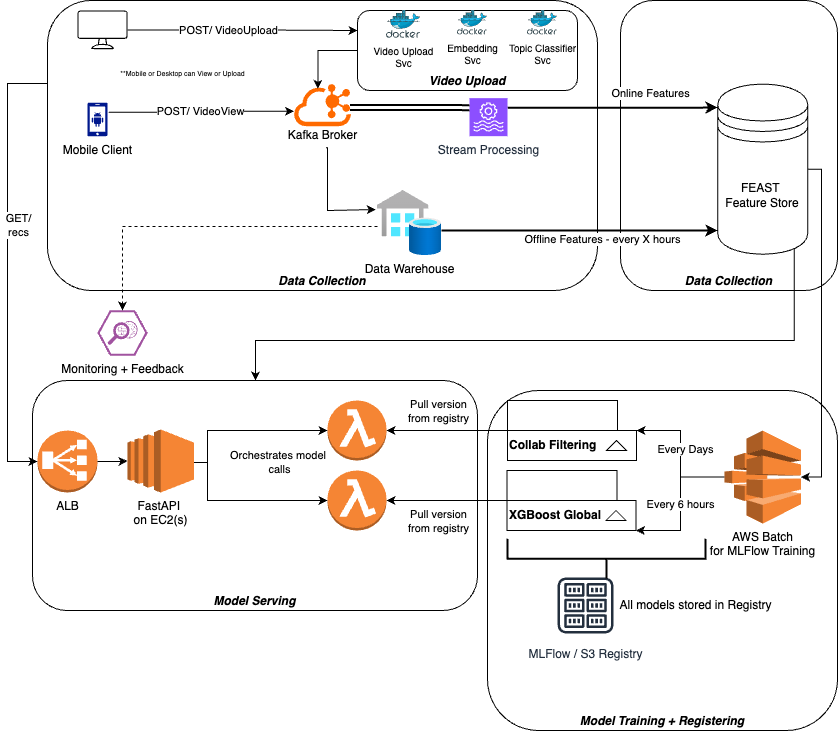 POST/ VideoUpload
docker
docker
docker
Video Upload
Svc
Embedding
Svc
Topic Classifier
Svc
Video Upload
**Mobile or Desktop can View or Upload
POST/ VideoView
Mobile Client
Kafka Broker
Stream Processing
Online Features
FEAST
Feature Store
GET/
recs
Offline Features - every X hours
Data Warehouse
Data Collection
Data Collection
Monitoring + Feedback
Pull version
from registry
Collab Filtering
Every Days
Orchestrates model
calls
ALB
FastAPI
on EC2(s)
Pull version
from registry
XGBoost Global
Every 6 hours
AWS Batch
for MLFlow Training
Model Serving
All models stored in Registry
MLFlow / S3 Registry
Model Training + Registering